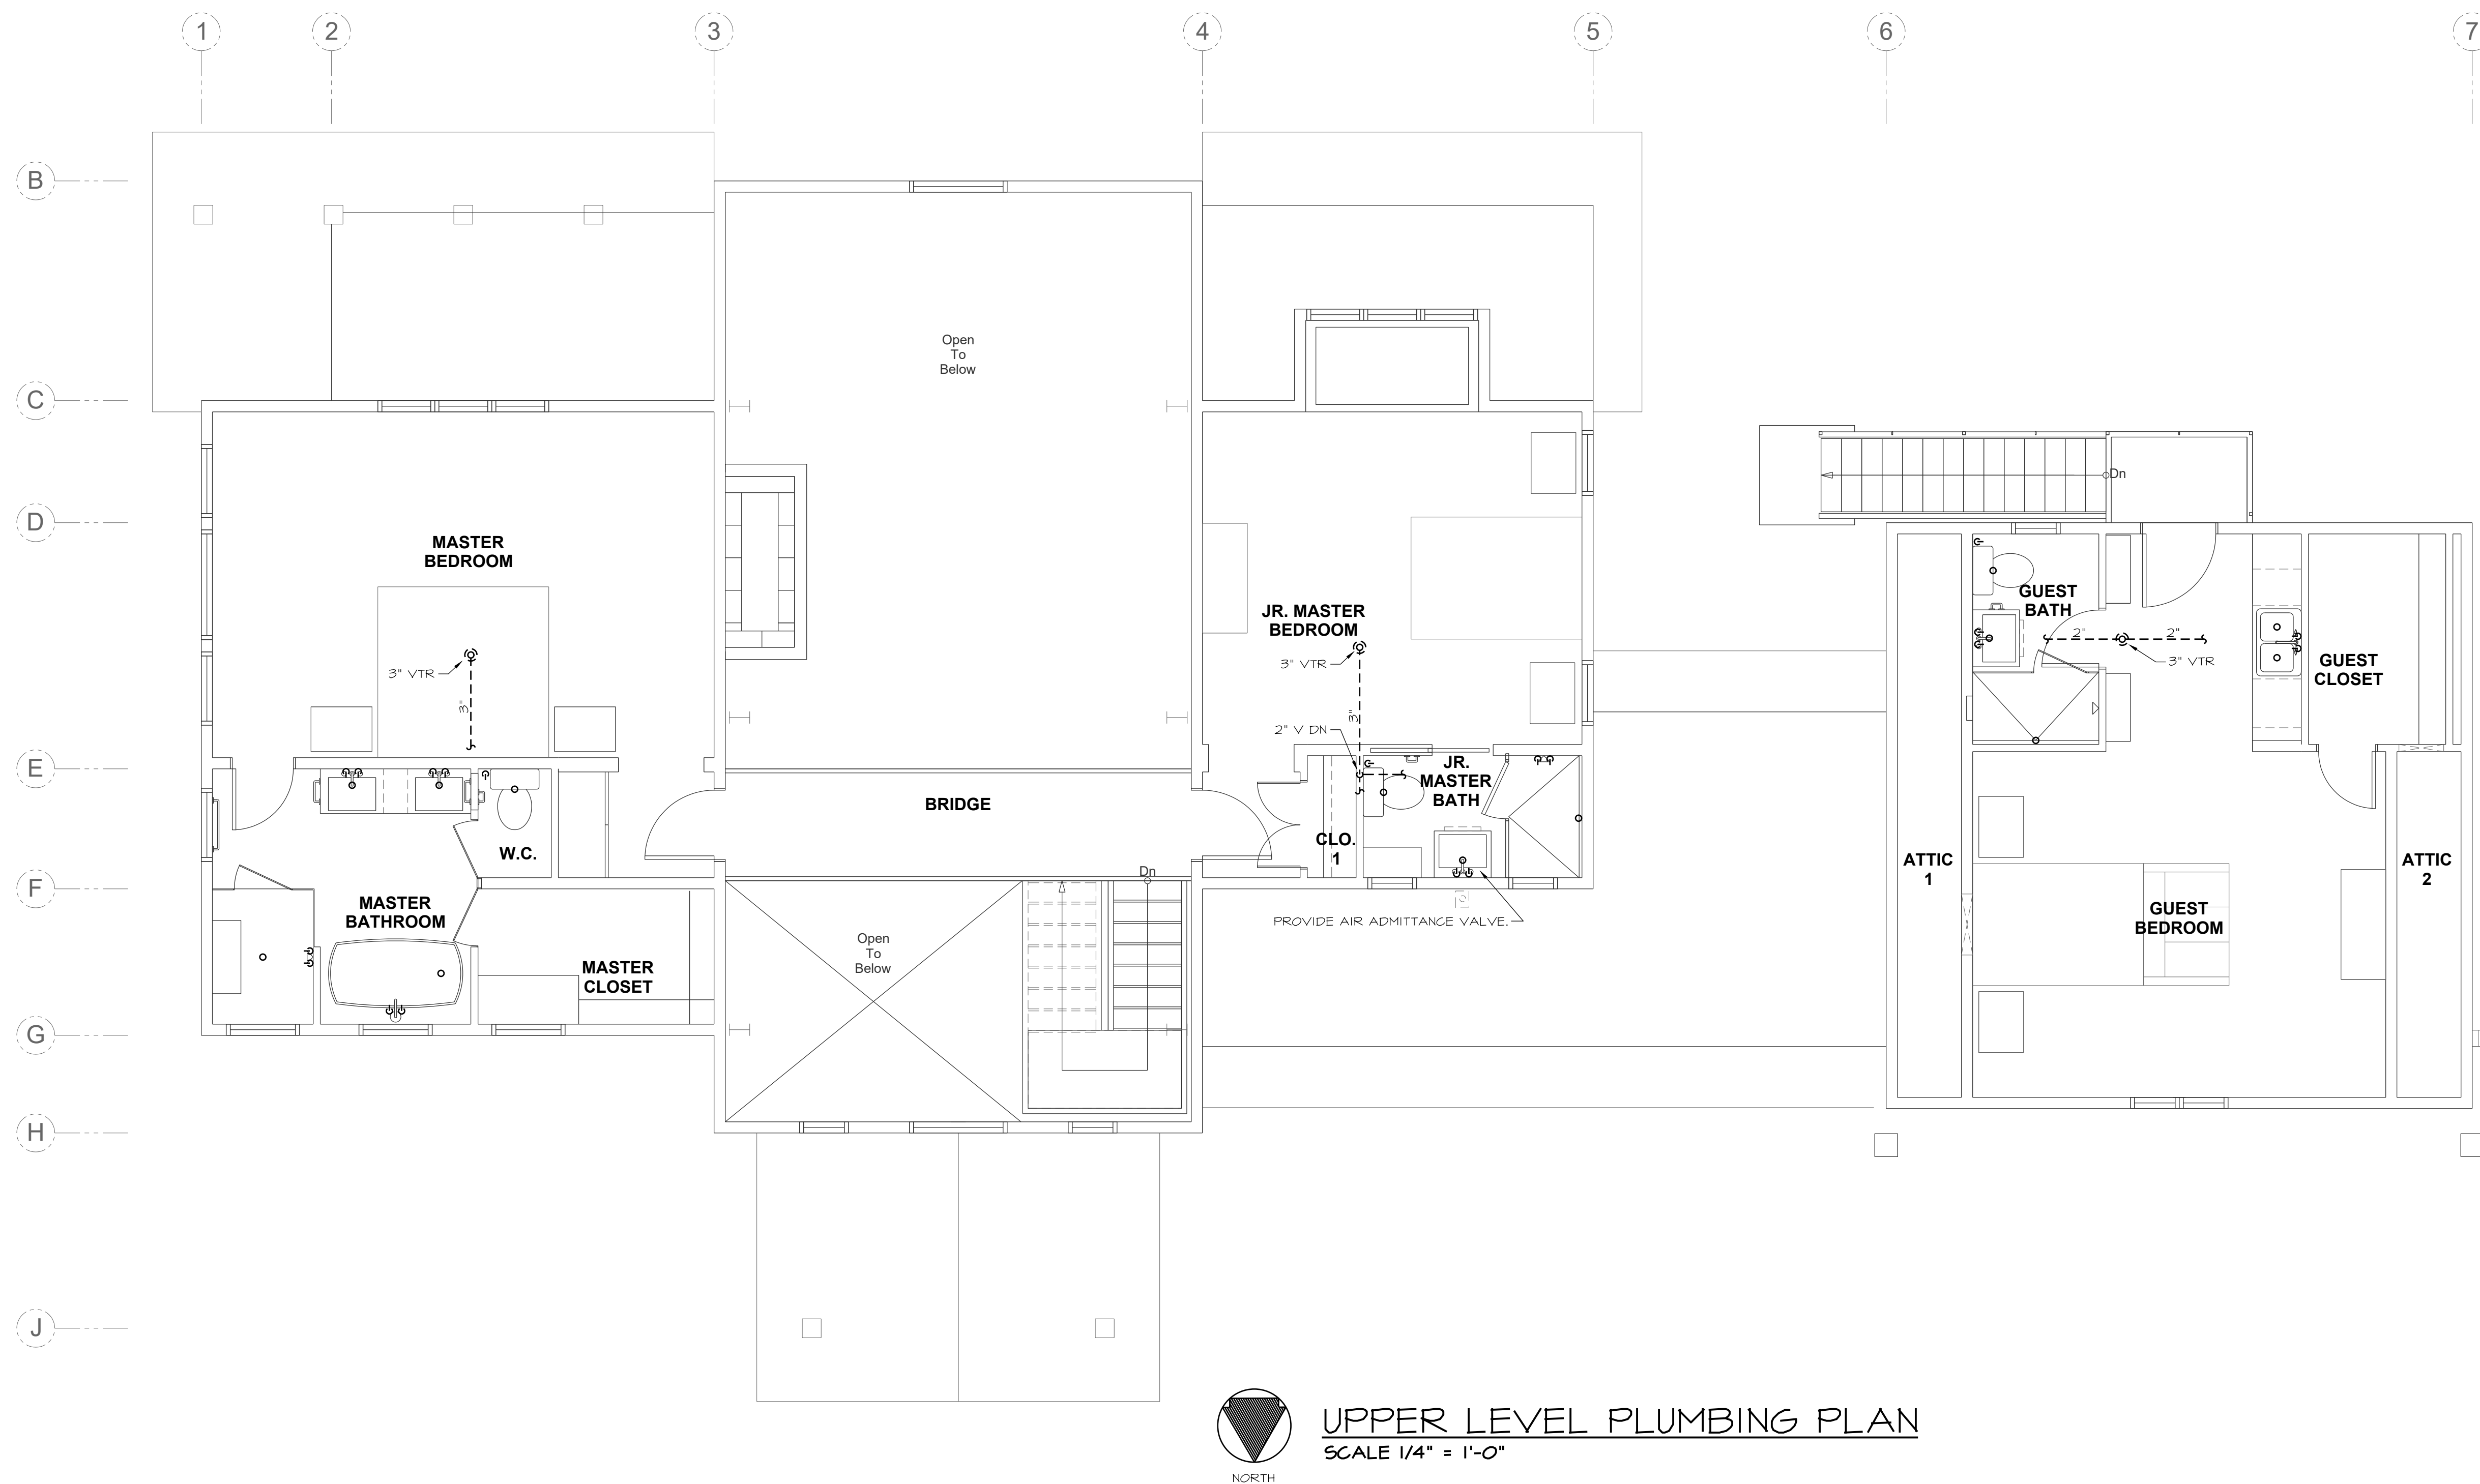 1
2
3
4
5
6
7
B
C
D
E
F
G
H
J
Open
To
Below
Dn
MASTER
BEDROOM
3" VTR
3"
JR. MASTER
BEDROOM
3" VTR
3"
2" V DN
GUEST
BATH
2"
2"
3" VTR
GUEST
CLOSET
JR.
MASTER
BATH
BRIDGE
CLO.
1
W.C.
ATTIC
1
ATTIC
2
Dn
MASTER
BATHROOM
PROVIDE AIR ADMITTANCE VALVE.
GUEST
BEDROOM
Open
To
Below
MASTER
CLOSET
UPPER LEVEL PLUMBING PLAN
SCALE 1/4" = 1'-0"
NORTH